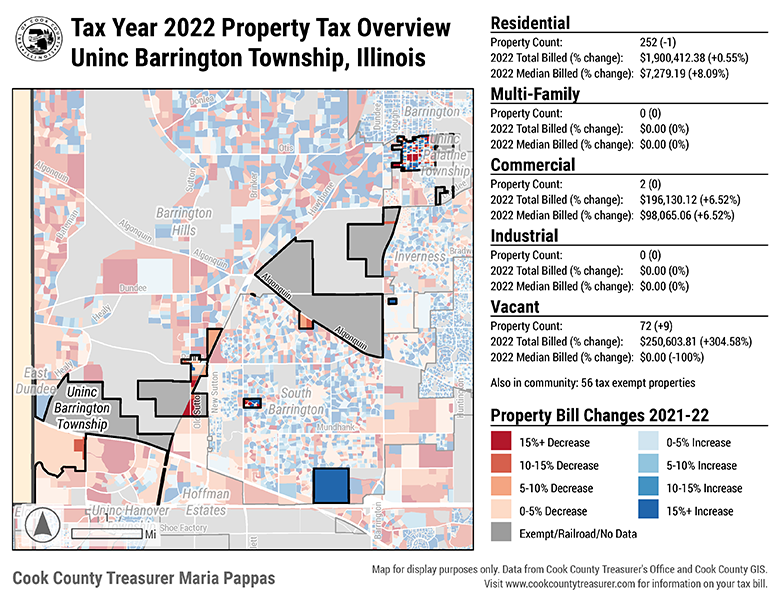 Tax Year 2022 Property Tax Overview
Uninc Barrington Township, Illinois
Residential
Property Count: 252 (-1)
2022 Total Billed (% change): $1,900,412.38 (+0.55%)
2022 Median Billed (% change): $7,279.19 (+8.09%)
Multi-Family
Property Count: 0 (0)
2022 Total Billed (% change): $0.00 (0%)
2022 Median Billed (% change): $0.00 (0%)
Commercial
Property Count: 2 (0)
2022 Total Billed (% change): $196,130.12 (+6.52%)
2022 Median Billed (% change): $98,065.06 (+6.52%)
Industrial
Property Count: 0 (0)
2022 Total Billed (% change): $0.00 (0%)
2022 Median Billed (% change): $0.00 (0%)
Vacant
Property Count: 72 (+9)
2022 Total Billed (% change): $250,603.81 (+304.58%)
2022 Median Billed (% change): $0.00 (-100%)
Also in community: 56 tax exempt properties
Property Bill Changes 2021-22
15%+ Decrease
10-15% Decrease
5-10% Decrease
0-5% Decrease
Exempt/Railroad/No Data
0-5% Increase
5-10% Increase
10-15% Increase
15%+ Increase
Donlea
Dundee
Barrington
Otis
Uninc
Palatine
Township
Algonquin
Sutton
Brinker
Hawthorne
Bateman
Barrington
Hills
Algonquin
Algonquin
Inverness
Dundee
Algonquin
Healy
Algonquin
East
Dundee
Healy
Uninc
Barrington
Township
New Sutton
South
Barrington
Mundhank
Hoffman
Estates
Uninc Hanover
Shoe Factory
Barrington
Mi
Cook County Treasurer Maria Pappas
Map for display purposes only. Data from Cook County Treasurer's Office and Cook County GIS.
Visit www.cookcountytreasurer.com for information on your tax bill.